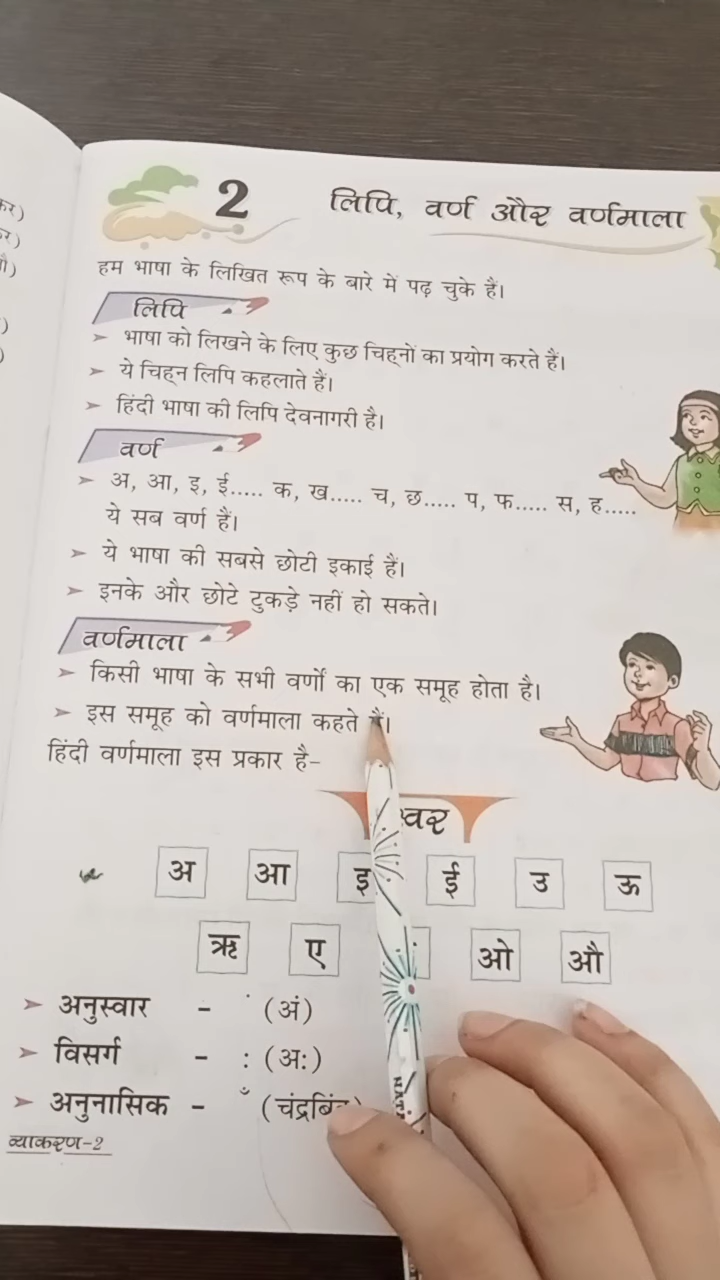 कर)
2
लिपि, वर्ण और वर्णमाला
हम भाषा के लिखित रूप के बारे में पढ़ चुके हैं।
लिपि
➤ भाषा को लिखने के लिए कुछ चिह्नों का प्रयोग करते हैं।
➤ ये चिह्न लिपि कहलाते हैं।
➤ हिंदी भाषा की लिपि देवनागरी है।
वर्ण
➤ अ, आ, इ, ई..... क, ख..... च, छ..... प, फ..... स, ह.....
ये सब वर्ण हैं।
➤ ये भाषा की सबसे छोटी इकाई हैं।
➤ इनके और छोटे टुकड़े नहीं हो सकते।
वर्णमाला
➤ किसी भाषा के सभी वर्णों का एक समूह होता है।
➤ इस समूह को वर्णमाला कहते हैं।
हिंदी वर्णमाला इस प्रकार है–
स्वर
अ आ इ ई उ ऊ
ऋ ए ओ औ
➤ अनुस्वार - ं (अं)
➤ विसर्ग - : (अः)
➤ अनुनासिक - ँ (चंद्रबिंदु)
व्याकरण-2